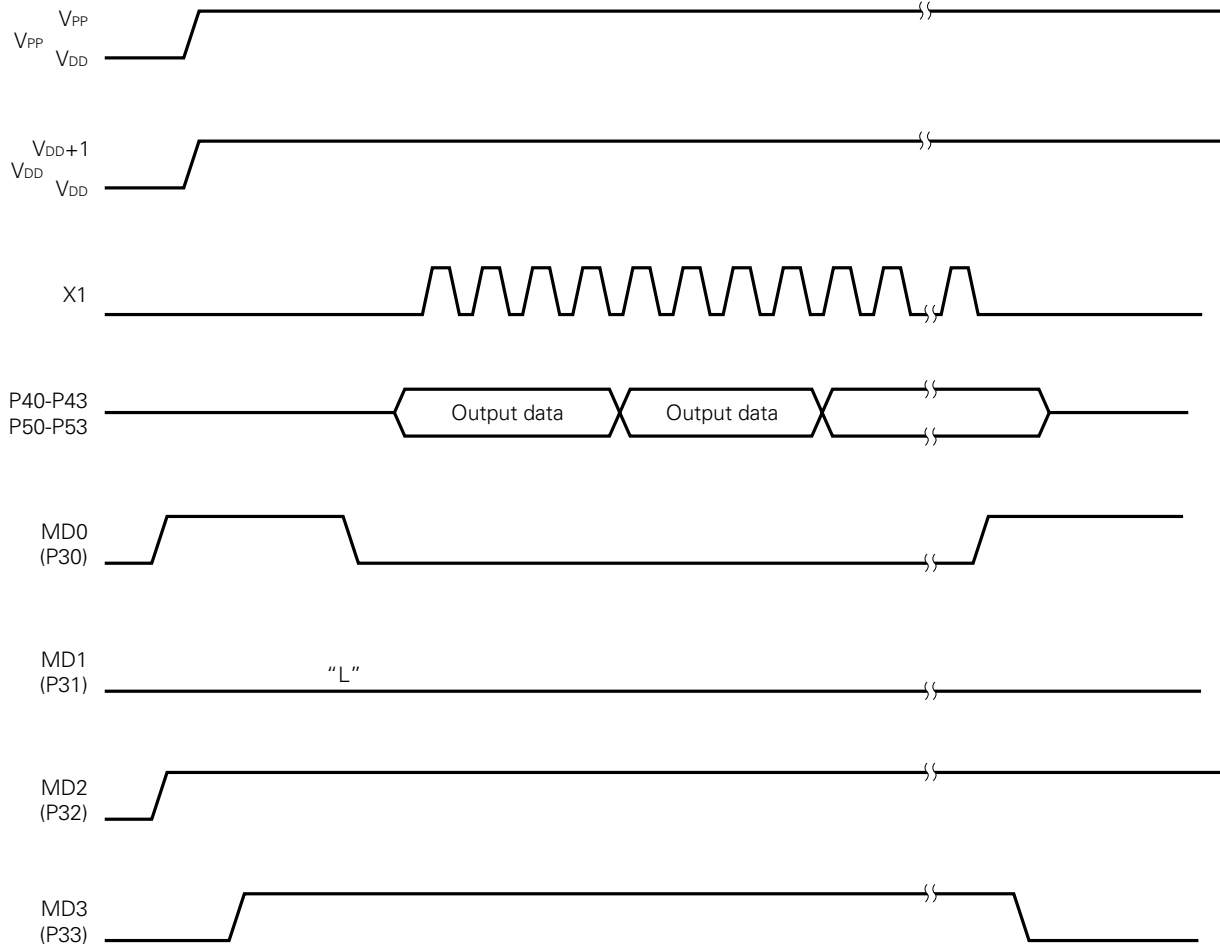 VPP
VPP
VDD
VDD+1
VDD
VDD
X1
P40-P43
P50-P53
Output data
Output data
MD0
(P30)
MD1
(P31)
“L”
MD2
(P32)
MD3
(P33)